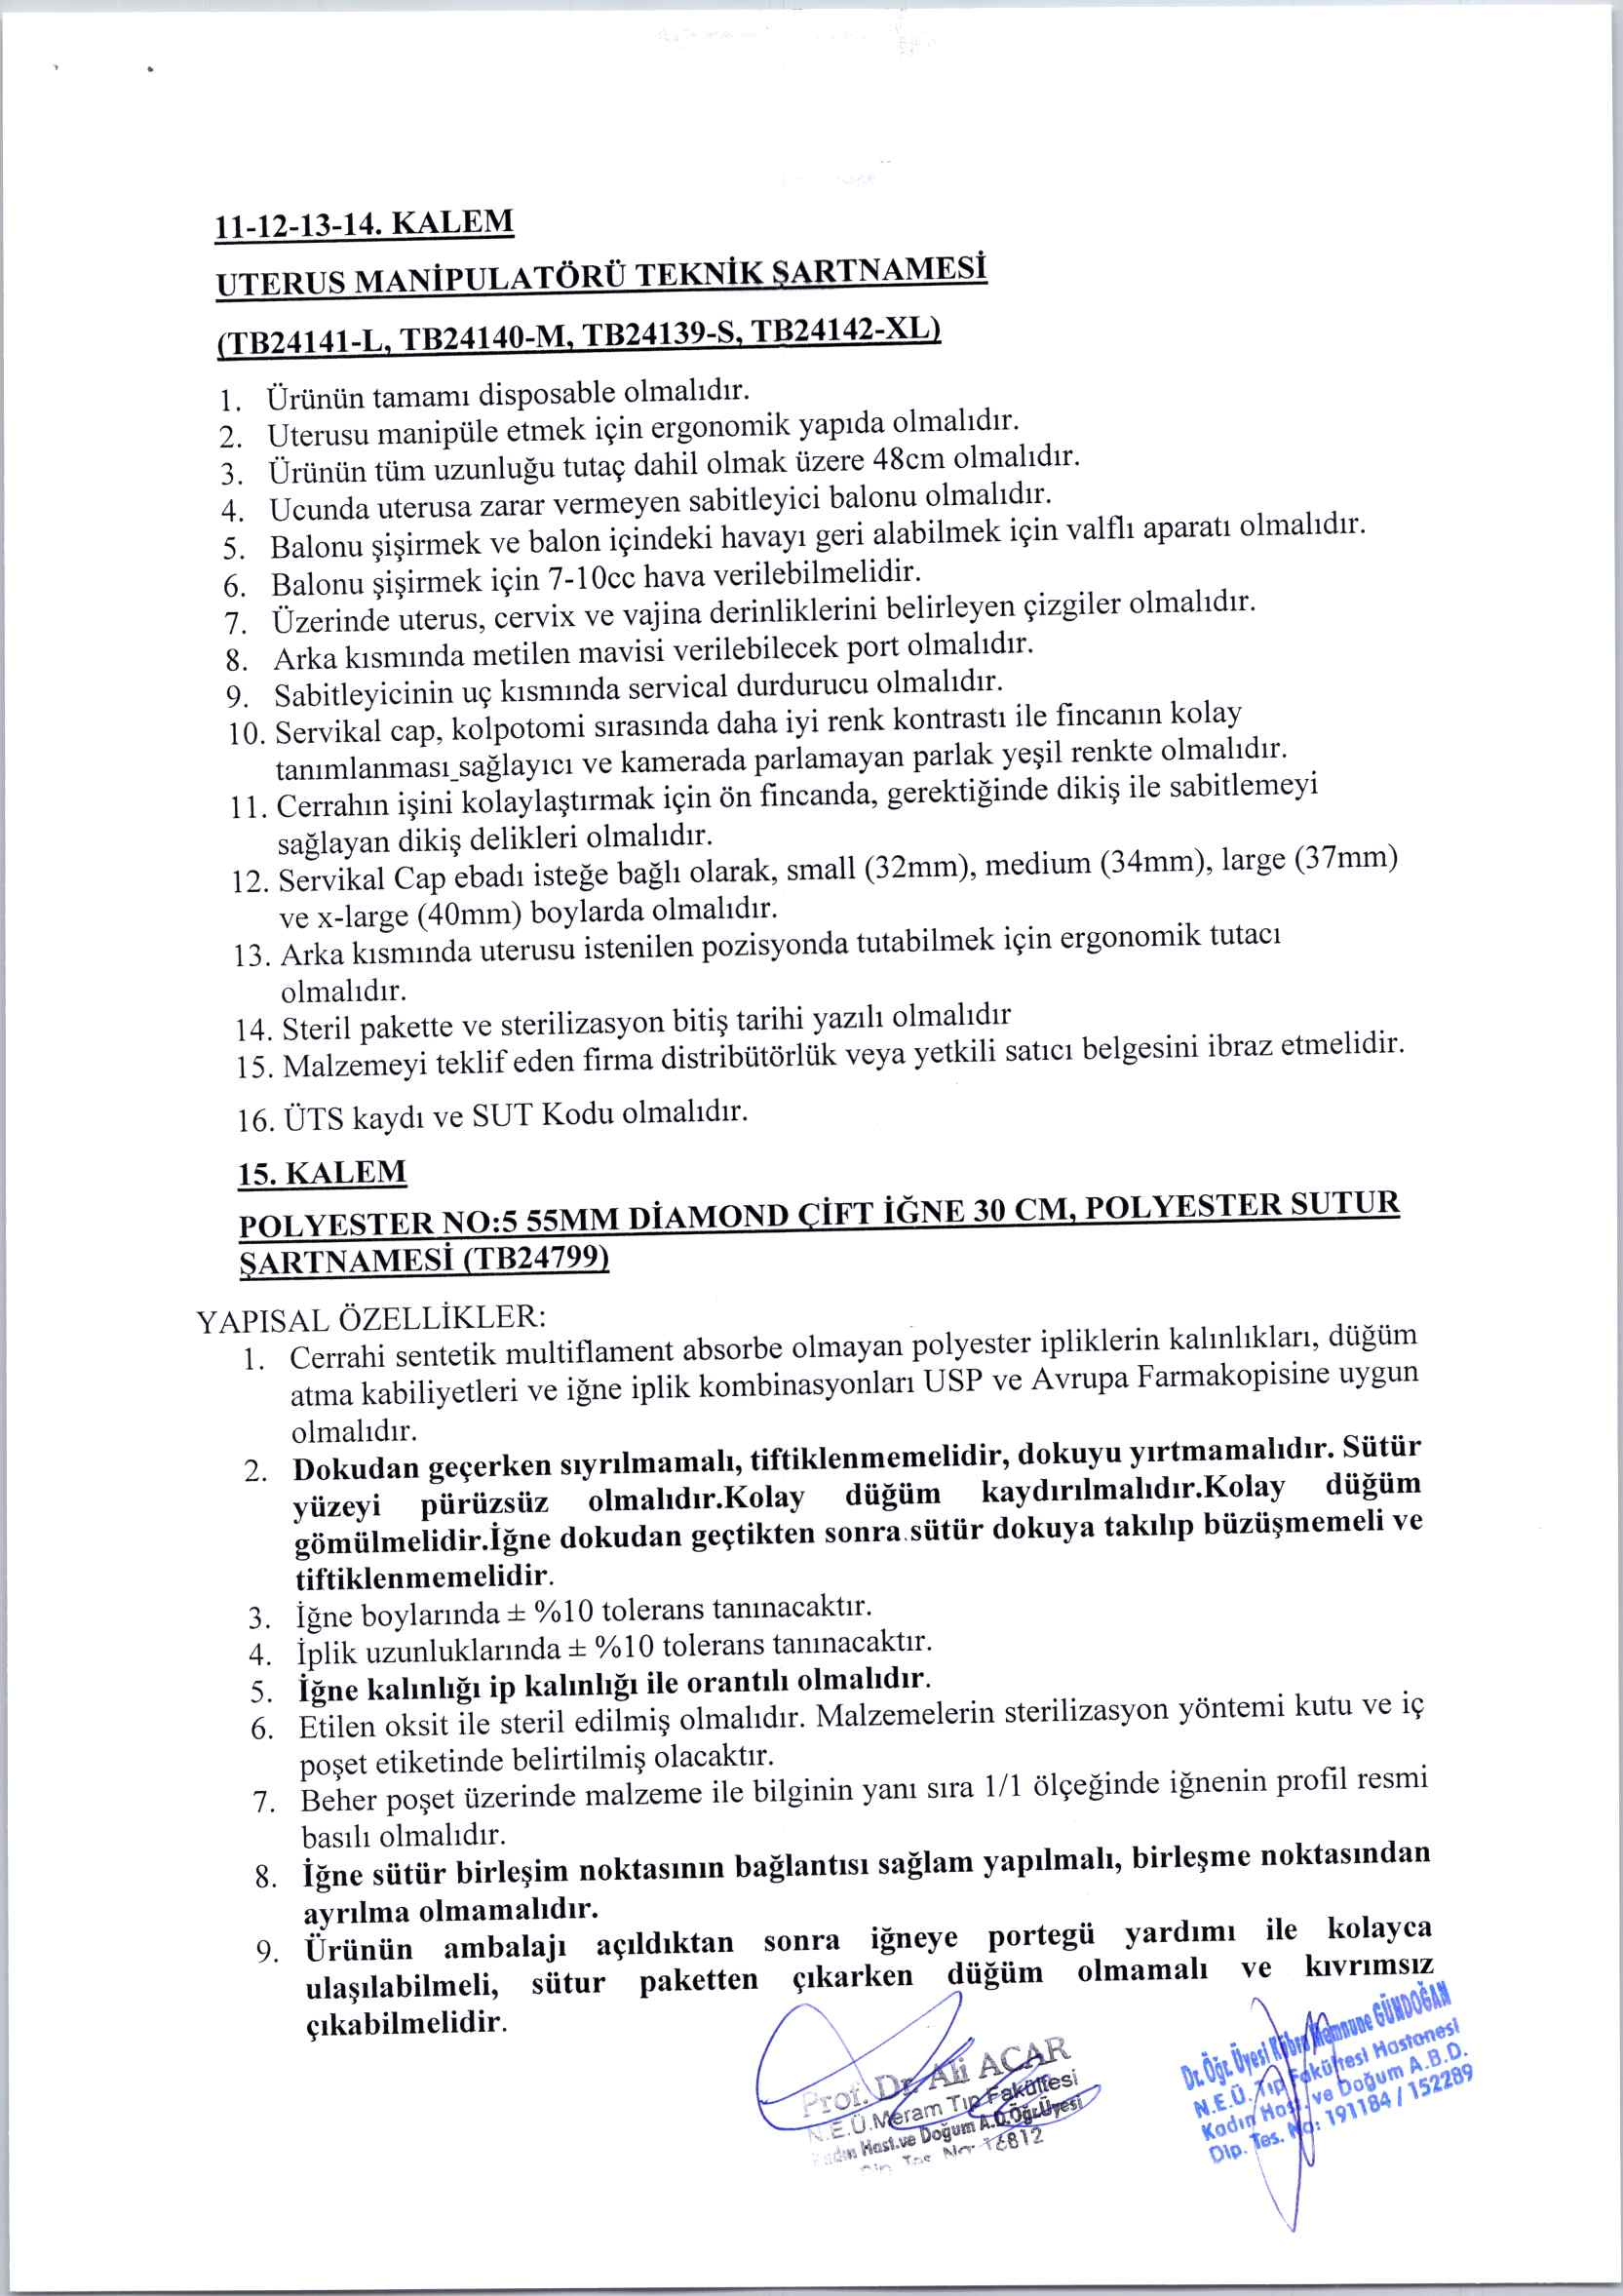 11-12-13-14. KALEM
UTERUS MANİPULATÖRÜ TEKNİK ŞARTNAMESİ
(TB24141-L, TB24140-M, TB24139-S, TB24142-XL)
1. Ürünün tamamı disposable olmalıdır.
2. Uterusu manipüle etmek için ergonomik yapıda olmalıdır.
3. Ürünün tüm uzunluğu tutaç dahil olmak üzere 48cm olmalıdır.
4. Ucunda uterusa zarar vermeyen sabitleyici balonu olmalıdır.
5. Balonu şişirmek ve balon içindeki havayı geri alabilmek için valflı aparatı olmalıdır.
6. Balonu şişirmek için 7-10cc hava verilebilmelidir.
7. Üzerinde uterus, cervix ve vajina derinliklerini belirleyen çizgiler olmalıdır.
8. Arka kısmında metilen mavisi verilebilecek port olmalıdır.
9. Sabitleyicinin uç kısmında servical durdurucu olmalıdır.
10. Servikal cap, kolpotomi sırasında daha iyi renk kontrastı ile fincanın kolay
tanımlanması sağlayıcı ve kamerada parlamayan parlak yeşil renkte olmalıdır.
11. Cerrahın işini kolaylaştırmak için ön fincanda, gerektiğinde dikiş ile sabitlemeyi
sağlayan dikiş delikleri olmalıdır.
12. Servikal Cap ebadı isteğe bağlı olarak, small (32mm), medium (34mm), large (37mm)
ve x-large (40mm) boylarda olmalıdır.
13. Arka kısmında uterusu istenilen pozisyonda tutabilmek için ergonomik tutacı
olmalıdır.
14. Steril pakette ve sterilizasyon bitiş tarihi yazılı olmalıdır
15. Malzemeyi teklif eden firma distribütörlük veya yetkili satıcı belgesini ibraz etmelidir.
16. ÜTS kaydı ve SUT Kodu olmalıdır.
15. KALEM
POLYESTER NO:5 55MM DİAMOND ÇİFT İĞNE 30 CM, POLYESTER SUTUR
ŞARTNAMESİ (TB24799)
YAPISAL ÖZELLİKLER:
1. Cerrahi sentetik multiflament absorbe olmayan polyester ipliklerin kalınlıkları, düğüm
atma kabiliyetleri ve iğne iplik kombinasyonları USP ve Avrupa Farmakopisine uygun
olmalıdır.
2. Dokudan geçerken sıyrılmamalı, tiftiklenmemelidir, dokuyu yırtmamalıdır. Sütür
yüzeyi pürüzsüz olmalıdır.Kolay düğüm kaydırılmalıdır.Kolay düğüm
gömülmelidir.İğne dokudan geçtikten sonra sütür dokuya takılıp büzüşmemeli ve
tiftiklenmemelidir.
3. İğne boylarında ± %10 tolerans tanınacaktır.
4. İplik uzunluklarında ± %10 tolerans tanınacaktır.
5. İğne kalınlığı ip kalınlığı ile orantılı olmalıdır.
6. Etilen oksit ile steril edilmiş olmalıdır. Malzemelerin sterilizasyon yöntemi kutu ve iç
poşet etiketinde belirtilmiş olacaktır.
7. Beher poşet üzerinde malzeme ile bilginin yanı sıra 1/1 ölçeğinde iğnenin profil resmi
basılı olmalıdır.
8. İğne sütür birleşim noktasının bağlantısı sağlam yapılmalı, birleşme noktasından
ayrılma olmamalıdır.
9. Ürünün ambalajı açıldıktan sonra iğneye portegü yardımı ile kolayca
ulaşılabilmeli, sütur paketten çıkarken düğüm olmamalı ve kıvrımsız
çıkabilmelidir.
Prof. Dr. Ali ACAR
N.E.Ü.Meram Tıp Fakültesi
Kadın Hast.ve Doğum A.D.Öğr.Üyesi
Dip. Tes. No:
Dr. Öğr. Üyesi Kübra Memnune GÜNDOĞAN
N.E.Ü. Tıp Fakültesi Hastanesi
Kadın Hast. ve Doğum A.B.D.
Dip. Tes. No: 191184 / 152289